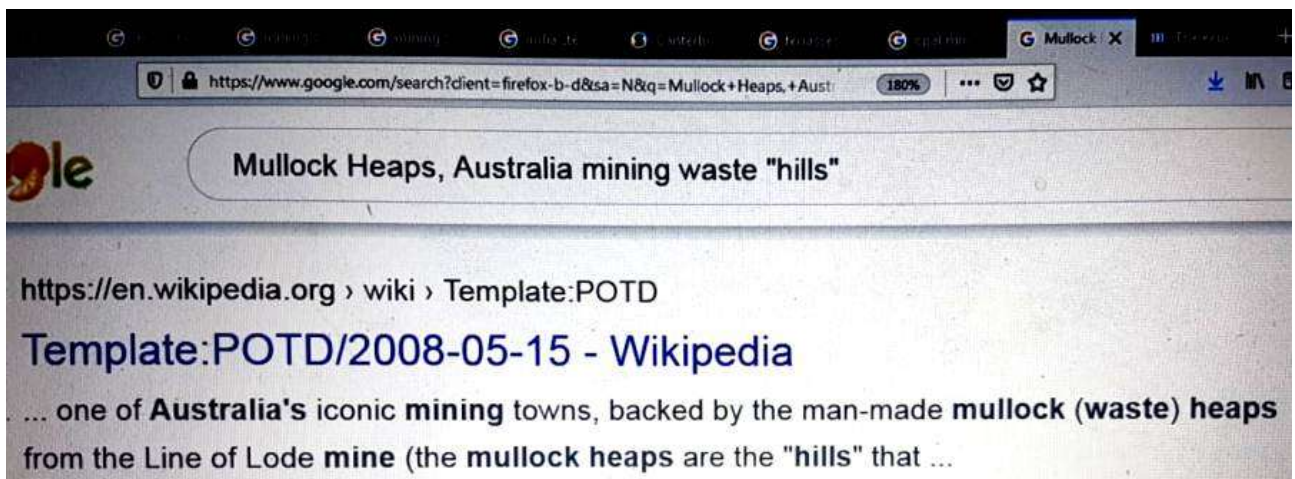 Mullock X
https://www.google.com/search?client=firefox-b-d&sa=N&q=Mullock+Heaps,+Aust
180%
gle
Mullock Heaps, Australia mining waste "hills"
https://en.wikipedia.org › wiki › Template:POTD
Template:POTD/2008-05-15 - Wikipedia
... one of Australia's iconic mining towns, backed by the man-made mullock (waste) heaps
from the Line of Lode mine (the mullock heaps are the "hills" that ...